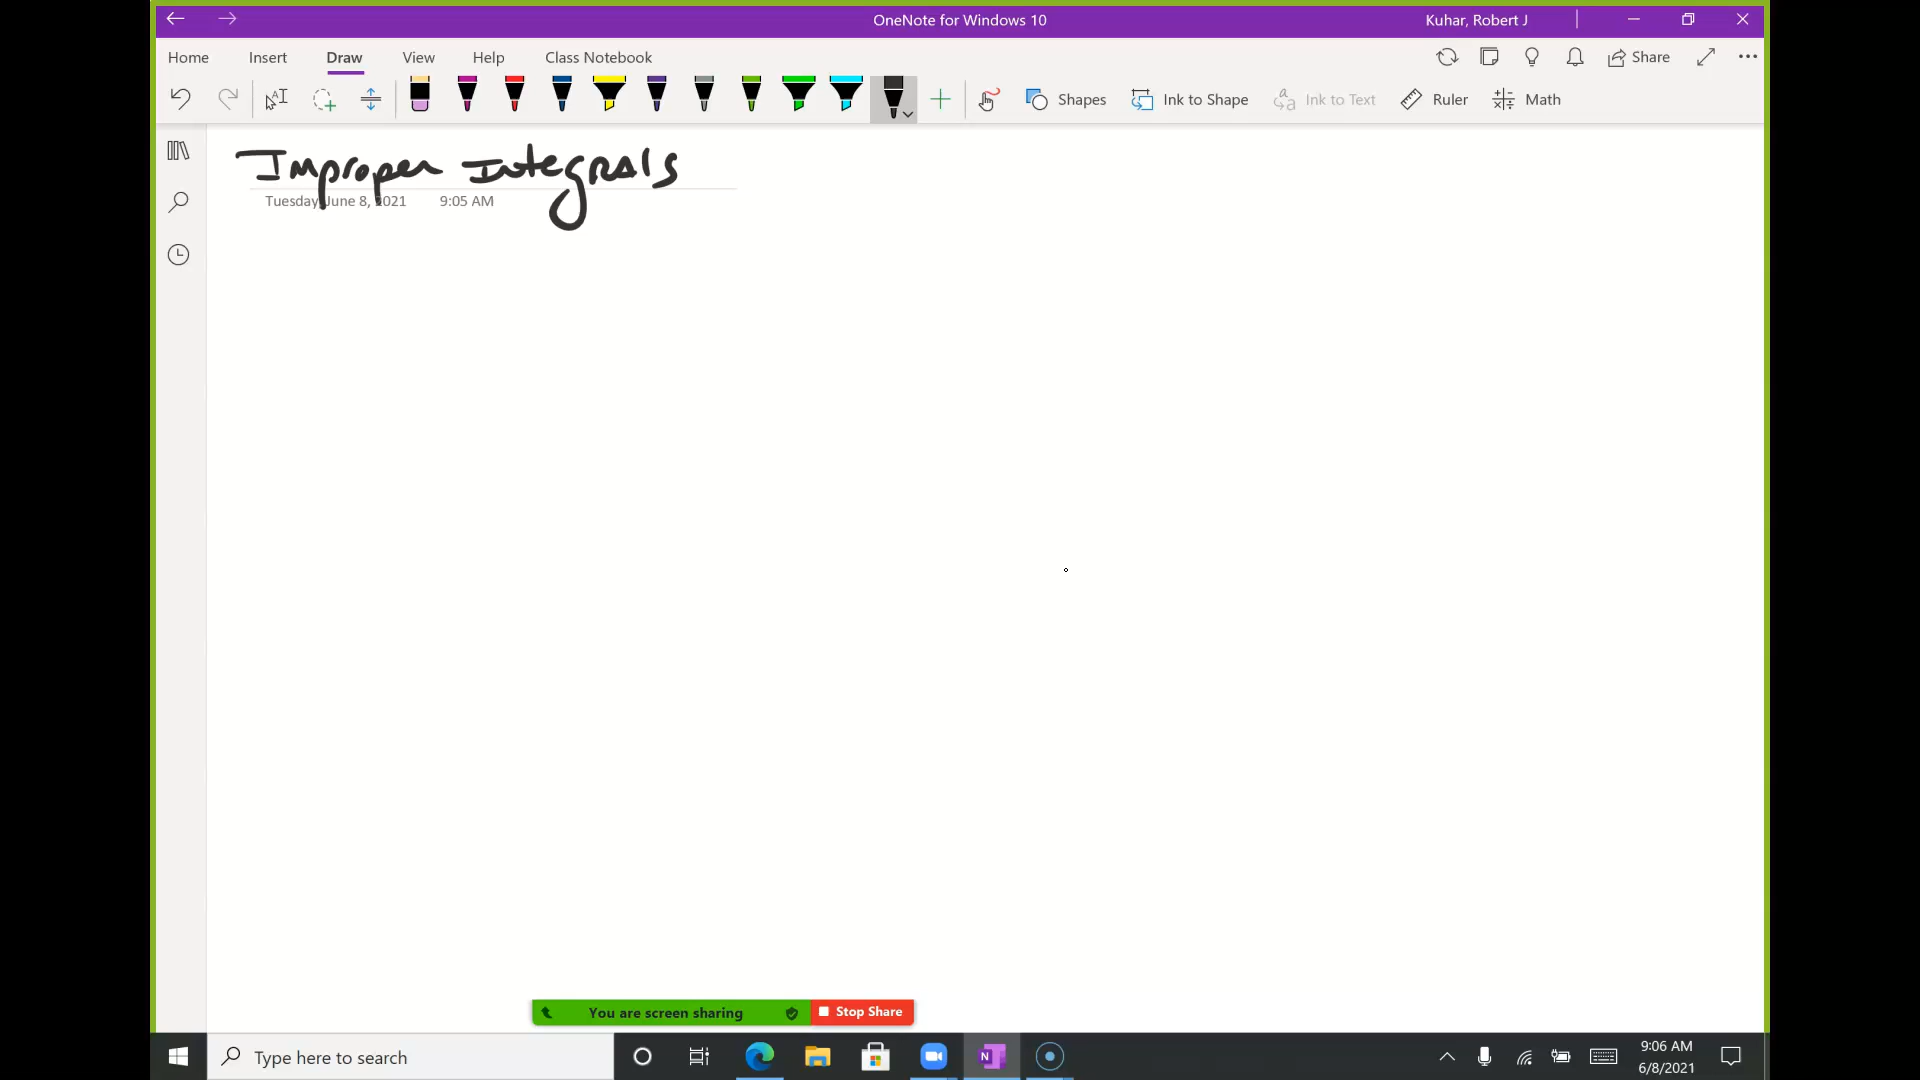 OneNote for Windows 10
Kuhar, Robert J
Home Insert Draw View Help Class Notebook
Share
Shapes Ink to Shape Ink to Text Ruler Math
Improper Integrals
Tuesday, June 8, 2021 9:05 AM
You are screen sharing Stop Share
Type here to search
9:06 AM
6/8/2021